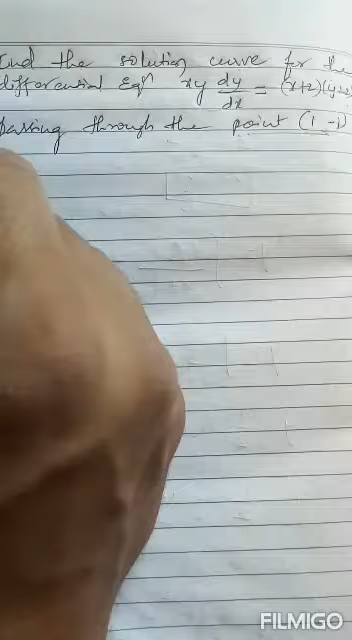 the solution curve for the
differential Eqⁿ xy dy/dx = (x+2)(y+2)
passing through the point (1 -1)
FILMIGO